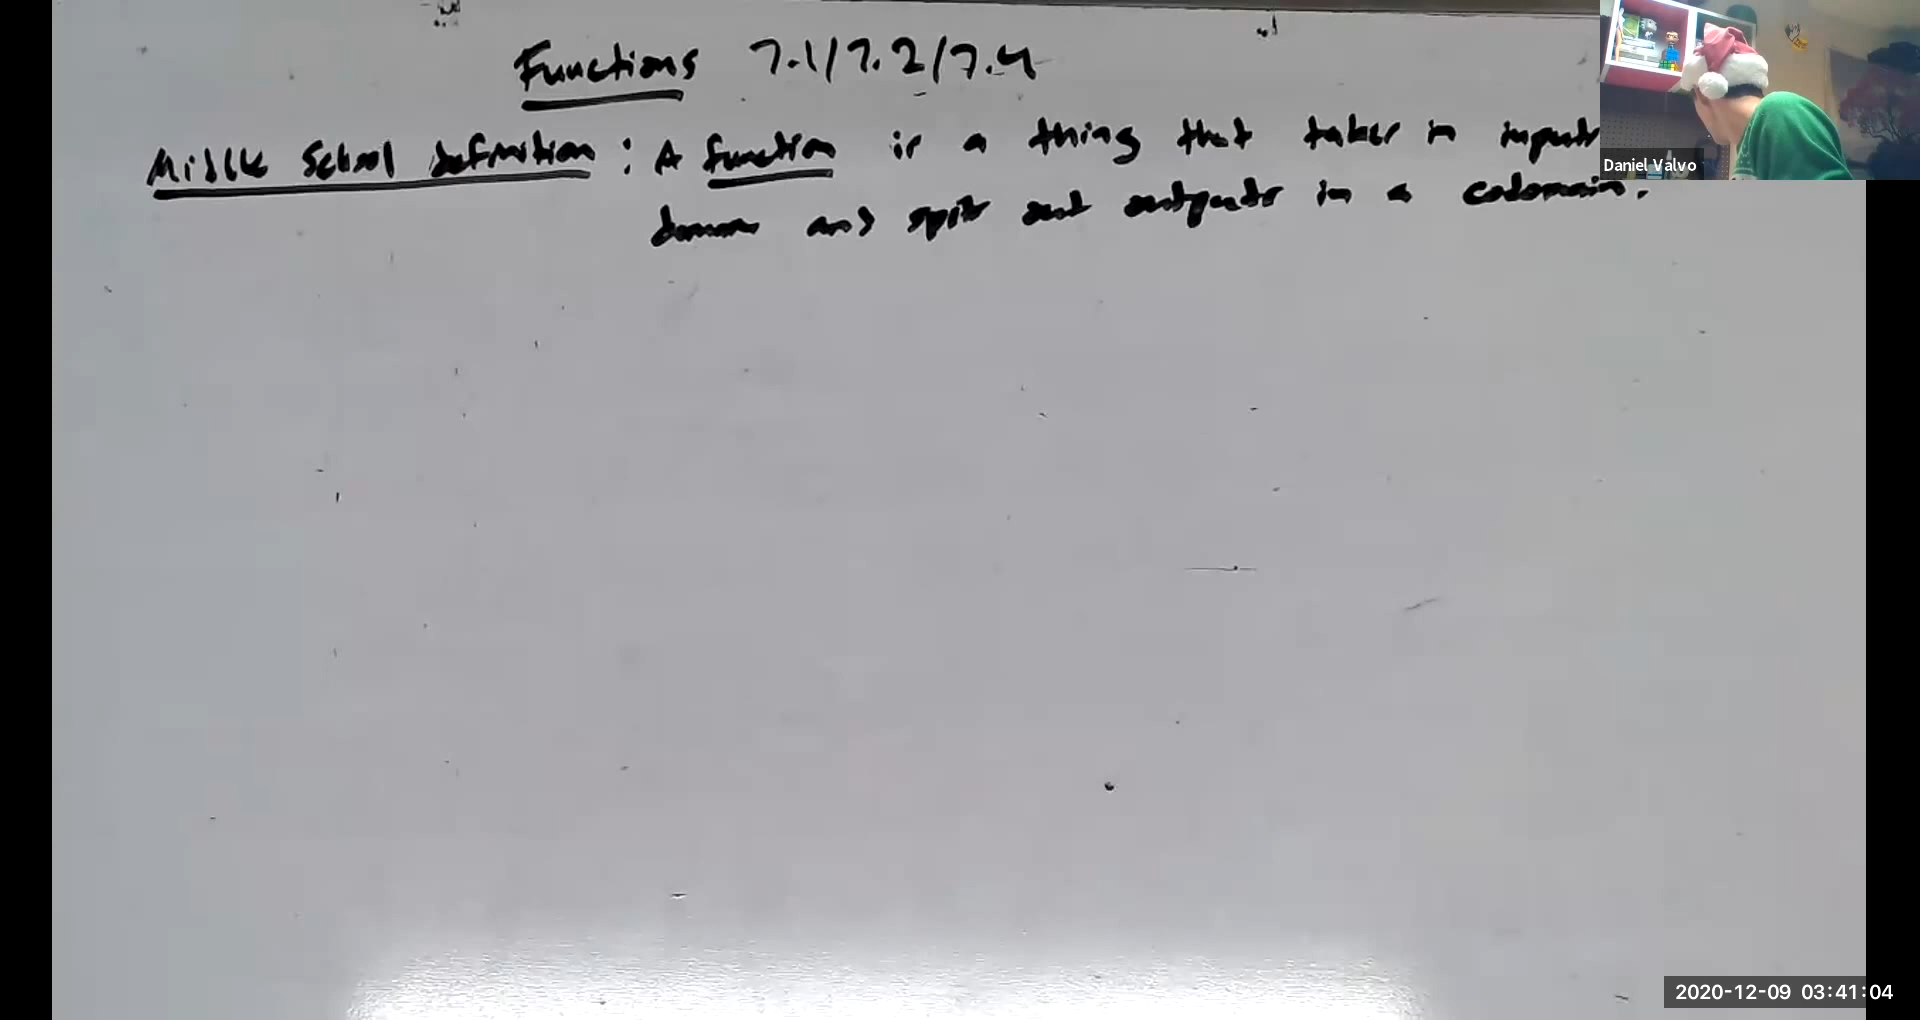 Functions 7.1/7.2/7.4
Middle School definition: A function is a thing that takes in inputs
domain and spits out outputs in a codomain.
Daniel Valvo
2020-12-09 03:41:04